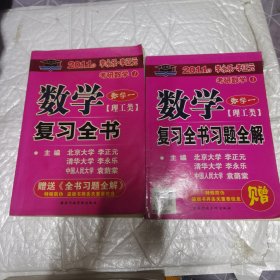 2011年 李永乐·李正元
考研数学①
数学
数学一
【理工类】
复习全书
主编 北京大学 李正元
清华大学 李永乐
中国人民大学 袁荫棠
赠送《全书习题全解》
2011年 李永乐·李正元
考研数学①
数学
数学一
【理工类】
复习全书习题全解
主编 北京大学 李正元
清华大学 李永乐
中国人民大学 袁荫棠
赠